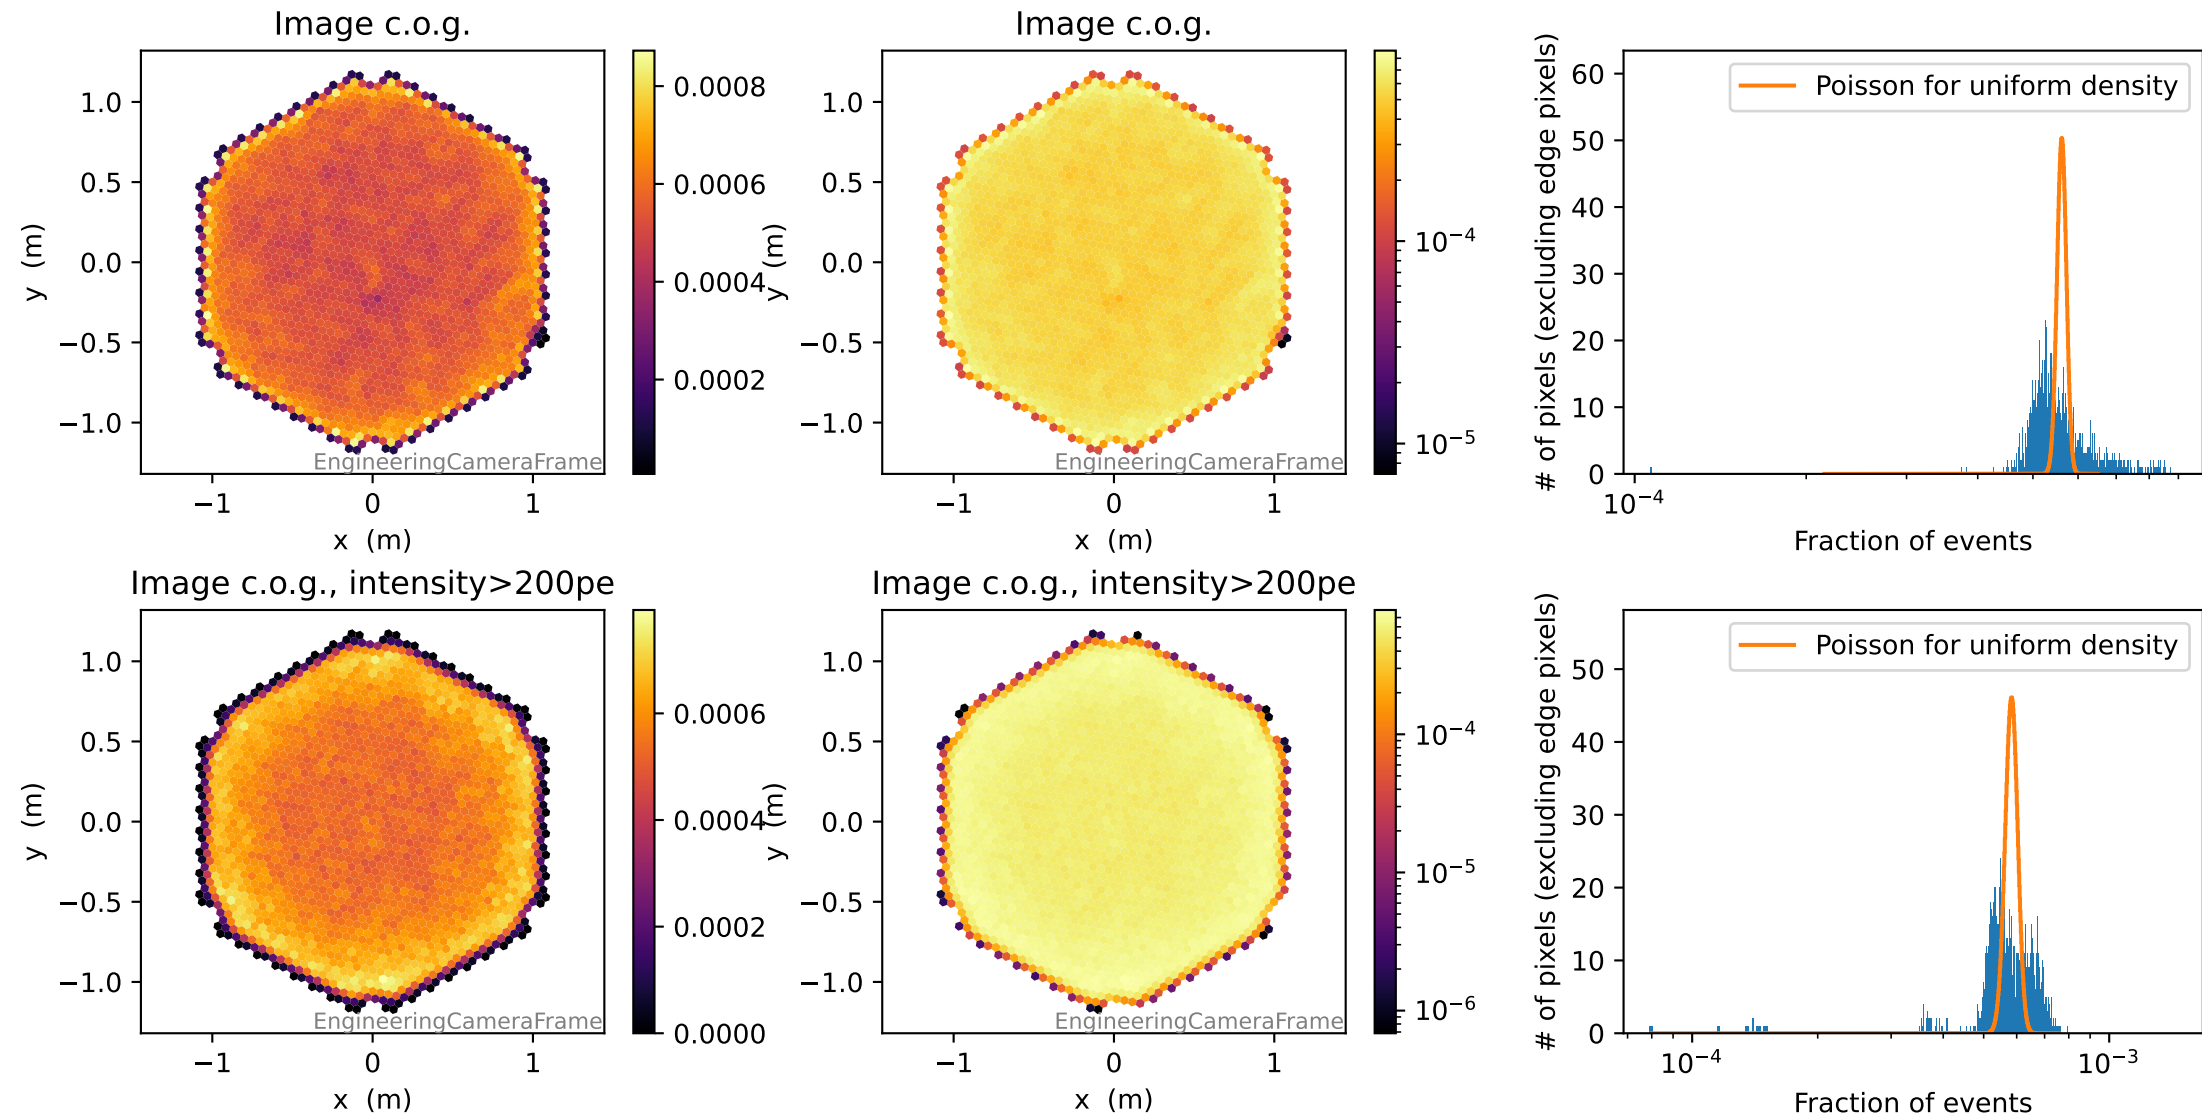 Image c.o.g.
1.0
0.5
0.0
−0.5
−1.0
y (m)
−1
0
1
x (m)
EngineeringCameraFrame
0.0008
0.0006
0.0004
0.0002
Image c.o.g.
1.0
0.5
0.0
−0.5
−1.0
y (m)
−1
0
1
x (m)
EngineeringCameraFrame
10−4
10−5
# of pixels (excluding edge pixels)
60
50
40
30
20
10
0
Poisson for uniform density
10−4
Fraction of events
Image c.o.g., intensity>200pe
1.0
0.5
0.0
−0.5
−1.0
y (m)
−1
0
1
x (m)
EngineeringCameraFrame
0.0006
0.0004
0.0002
0.0000
Image c.o.g., intensity>200pe
1.0
0.5
0.0
−0.5
−1.0
y (m)
−1
0
1
x (m)
EngineeringCameraFrame
10−4
10−5
10−6
# of pixels (excluding edge pixels)
50
40
30
20
10
0
Poisson for uniform density
10−4
10−3
Fraction of events